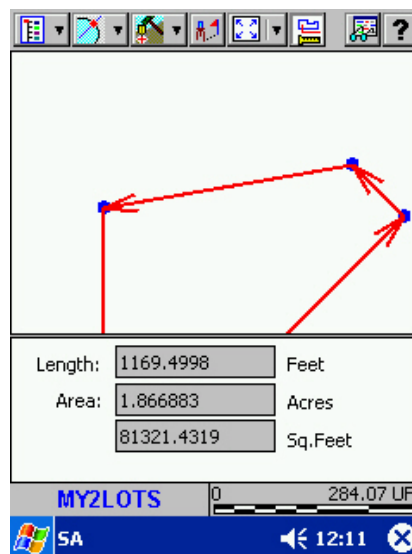 ?
Length: 1169.4998 Feet
Area: 1.866883 Acres
81321.4319 Sq.Feet
MY2LOTS 0 284.07 UF
SA 12:11